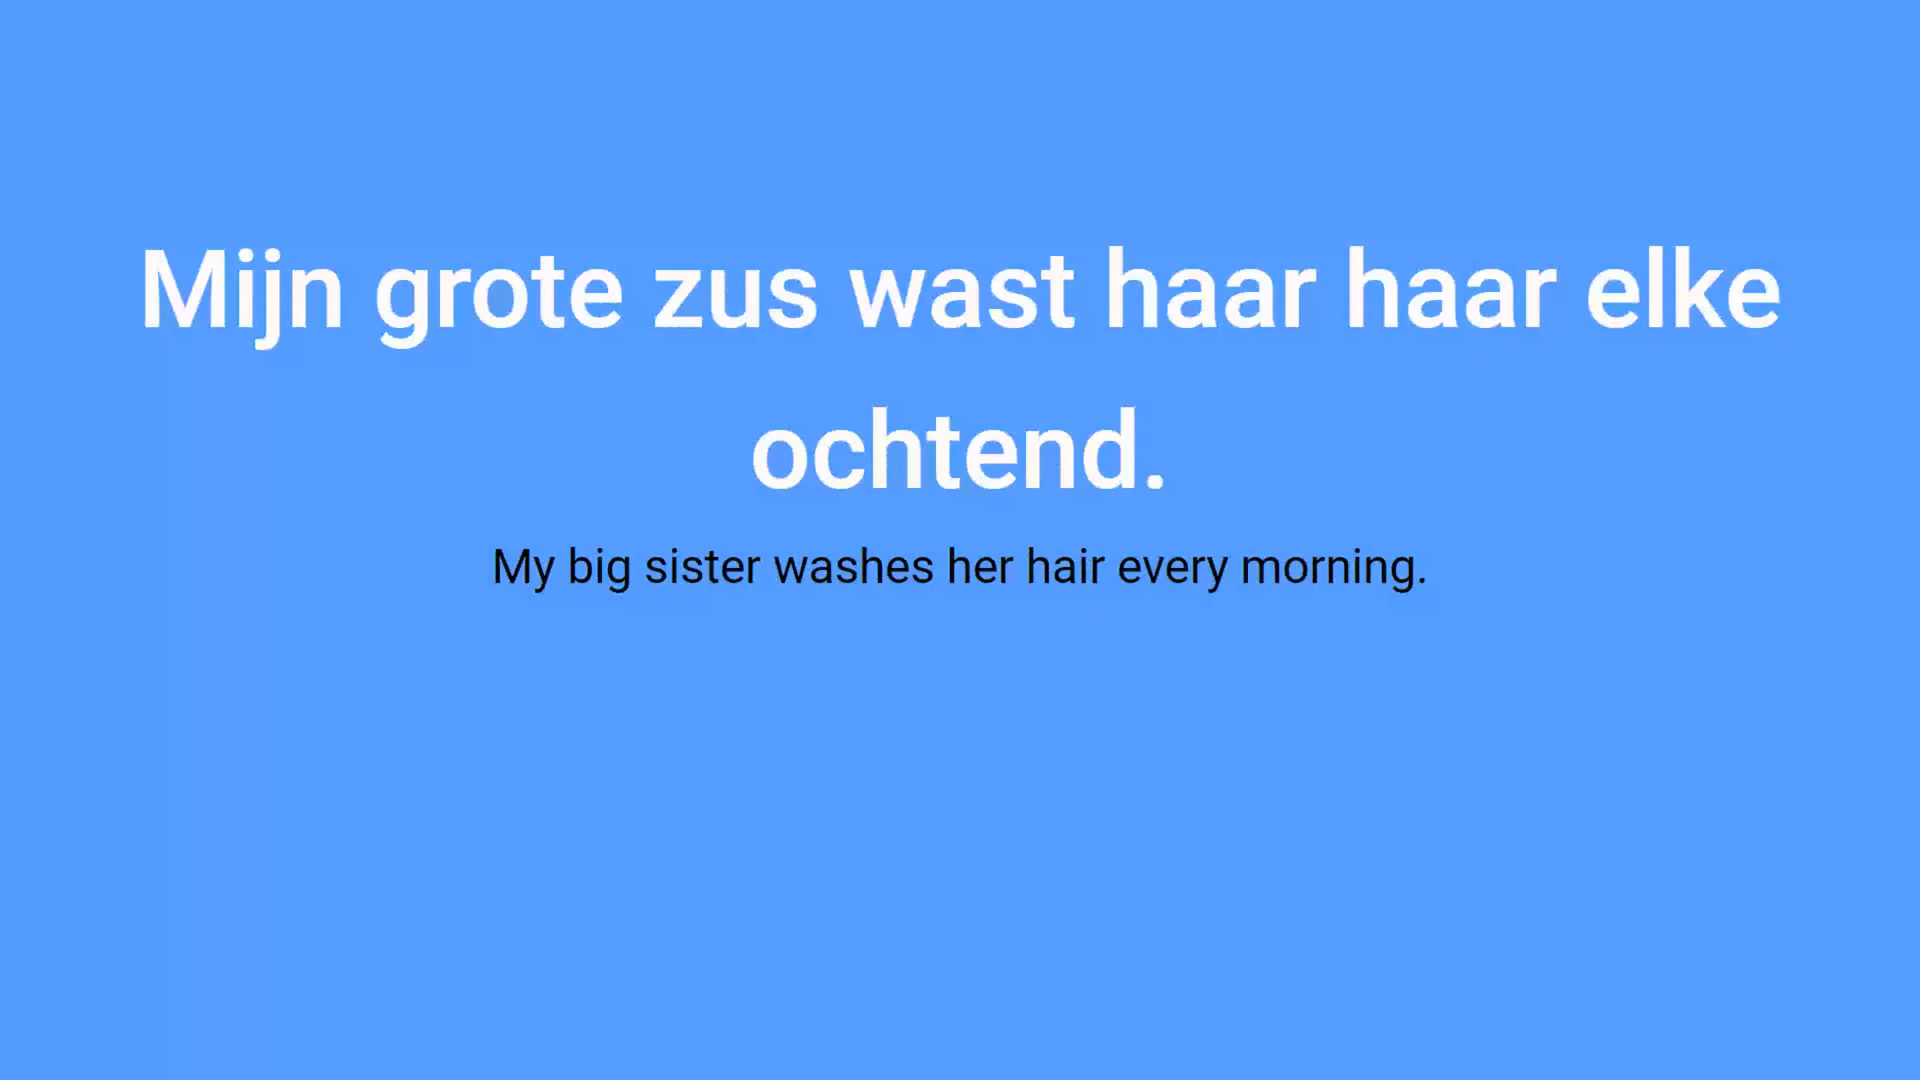 Mijn grote zus wast haar haar elke
ochtend.
My big sister washes her hair every morning.